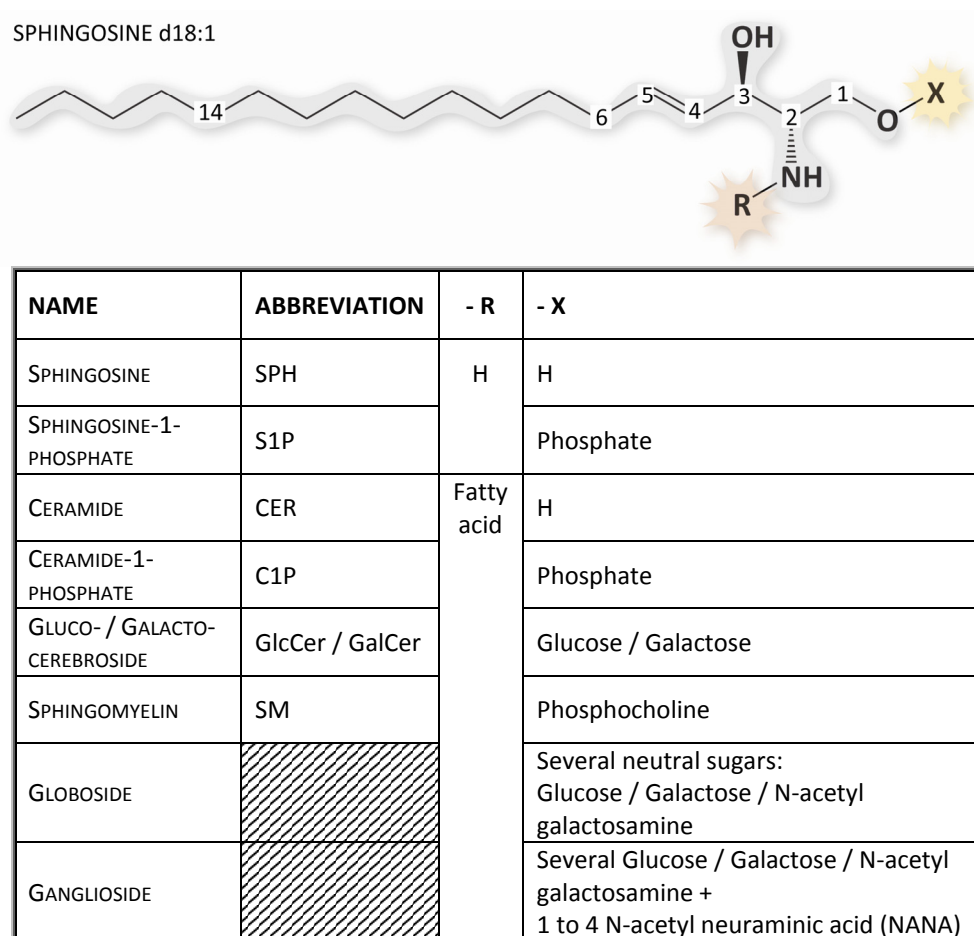 SPHINGOSINE d18:1
OH
14
6
5
4
3
2
1
O
X
NH
R
NAME
ABBREVIATION
- R
- X
SPHINGOSINE
SPH
H
H
SPHINGOSINE-1-
PHOSPHATE
S1P
Phosphate
CERAMIDE
CER
Fatty
acid
H
CERAMIDE-1-
PHOSPHATE
C1P
Phosphate
GLUCO- / GALACTO-
CEREBROSIDE
GlcCer / GalCer
Glucose / Galactose
SPHINGOMYELIN
SM
Phosphocholine
GLOBOSIDE
Several neutral sugars:
Glucose / Galactose / N-acetyl
galactosamine
GANGLIOSIDE
Several Glucose / Galactose / N-acetyl
galactosamine +
1 to 4 N-acetyl neuraminic acid (NANA)